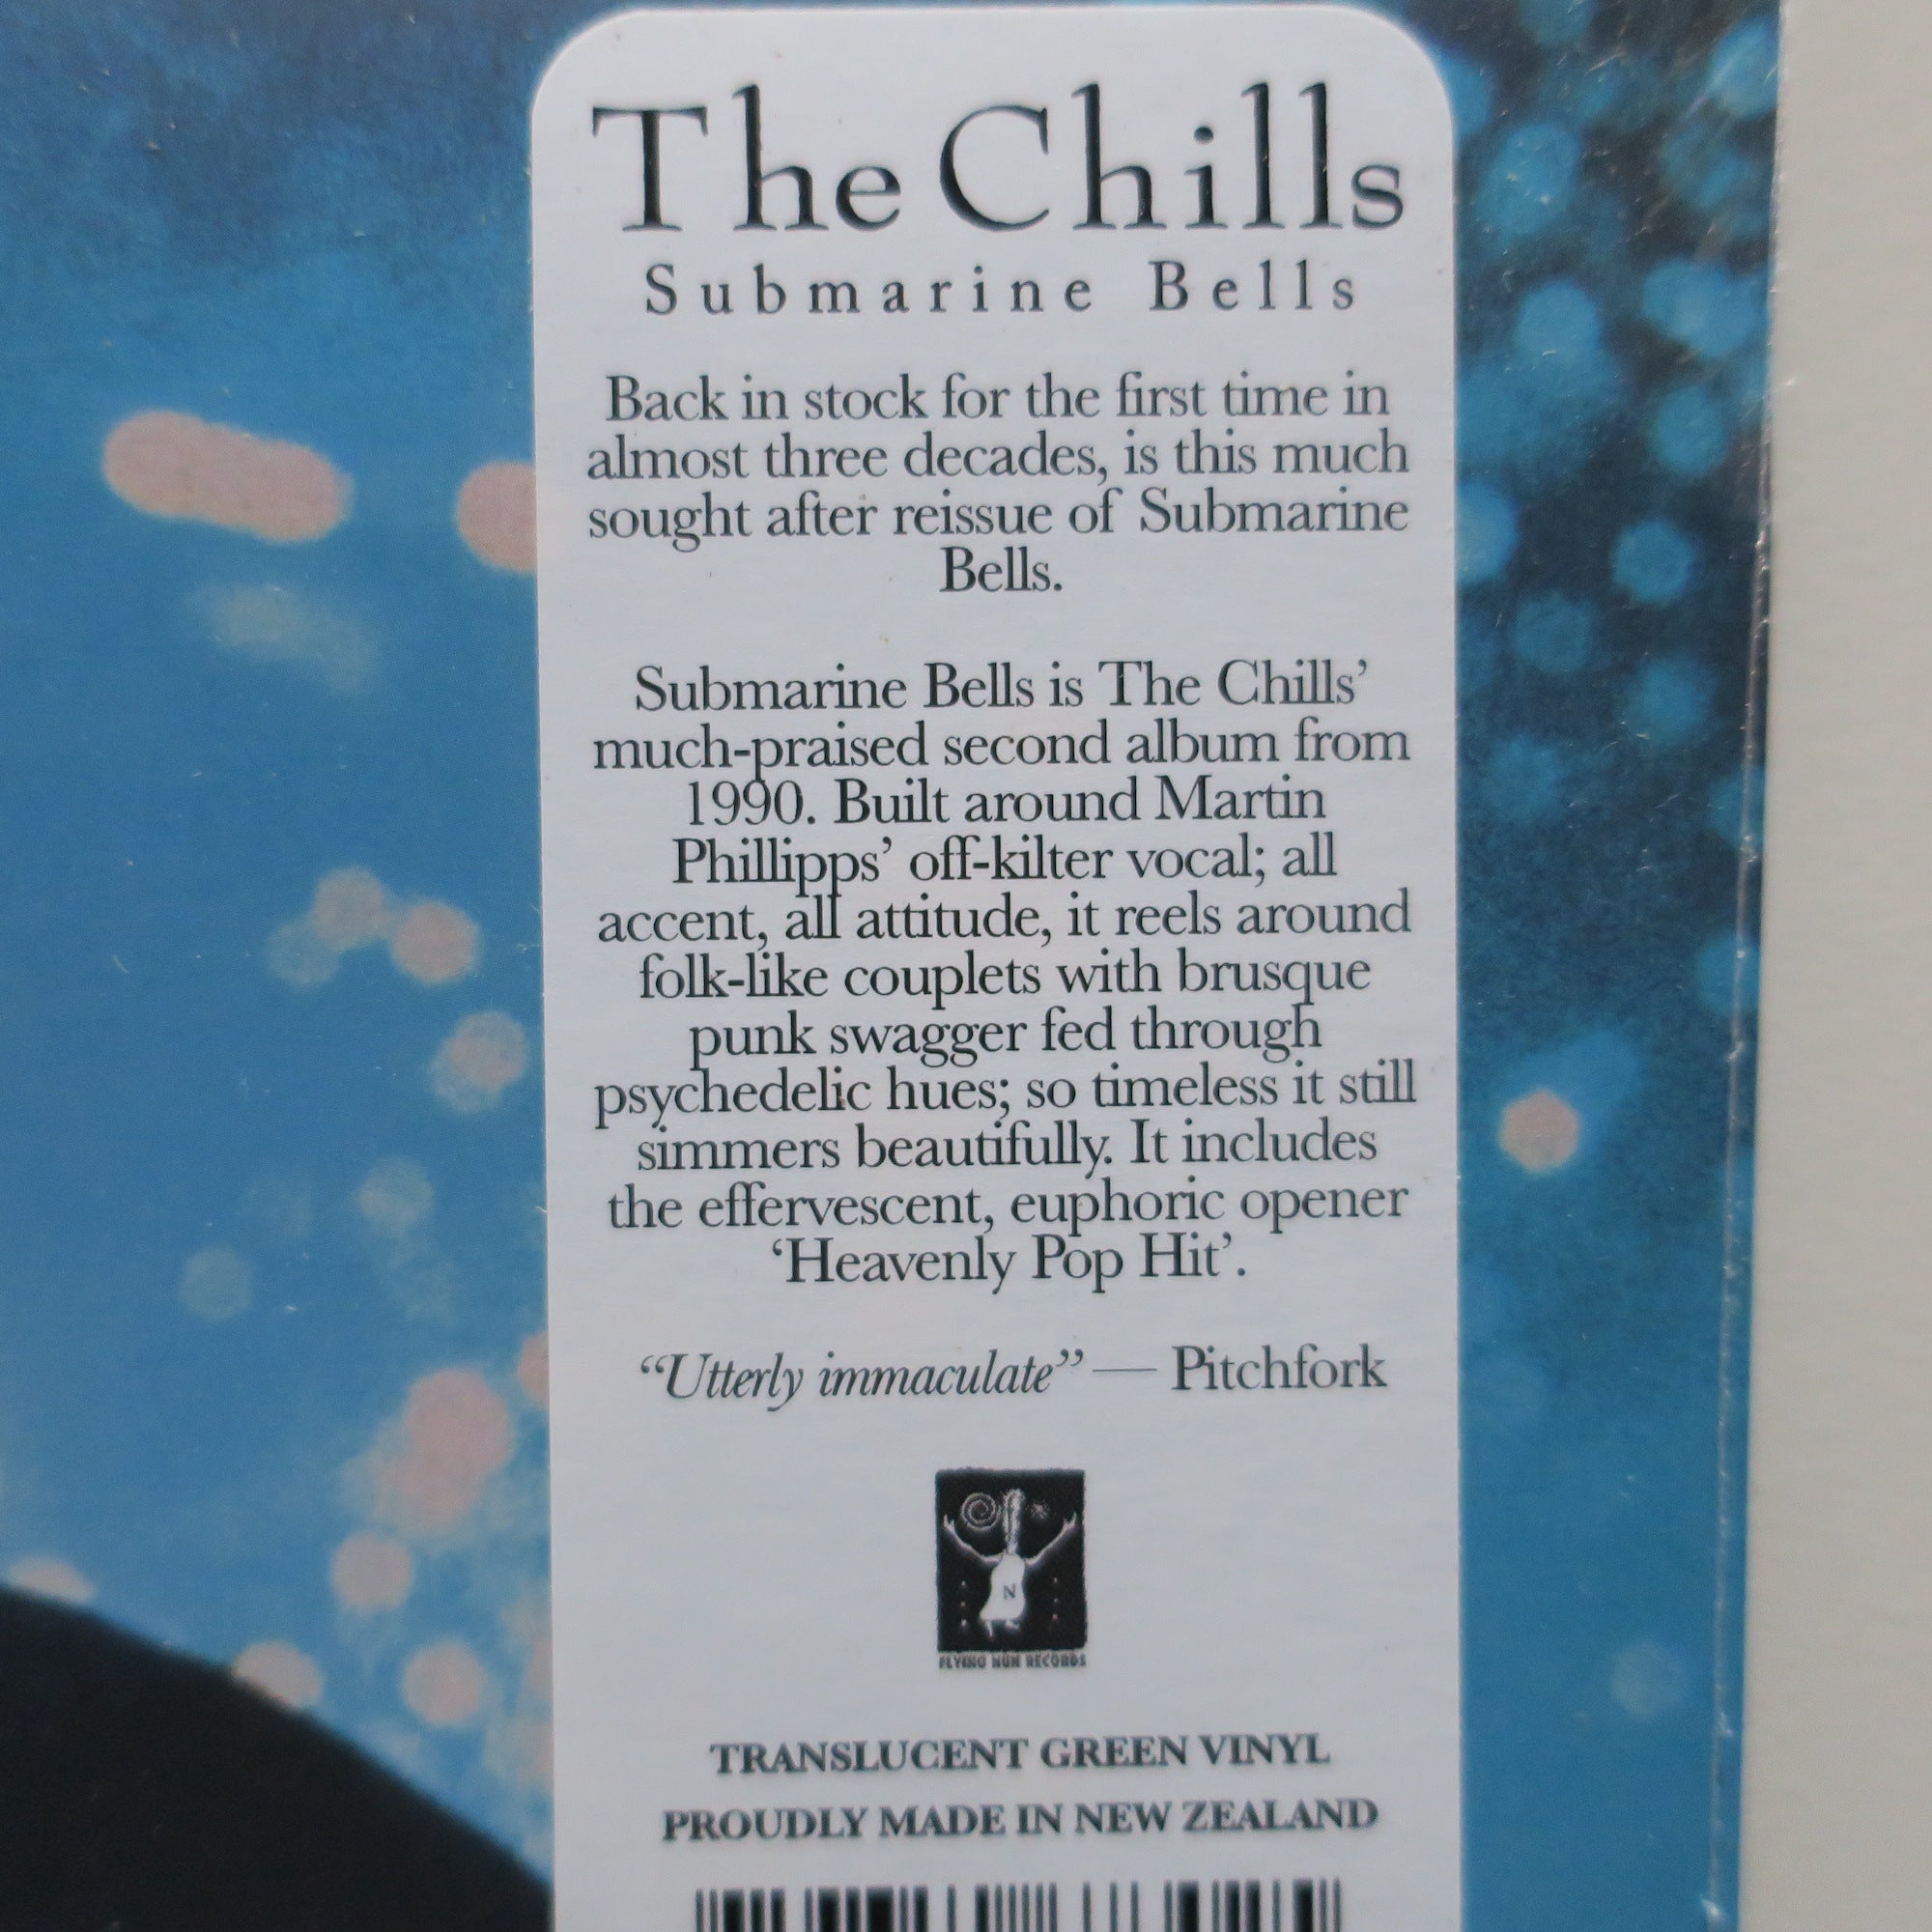 The Chills
Submarine Bells
Back in stock for the first time in
almost three decades, is this much
sought after reissue of Submarine
Bells.
Submarine Bells is The Chills’
much-praised second album from
1990. Built around Martin
Phillipps’ off-kilter vocal; all
accent, all attitude, it reels around
folk-like couplets with brusque
punk swagger fed through
psychedelic hues; so timeless it still
simmers beautifully. It includes
the effervescent, euphoric opener
‘Heavenly Pop Hit’.
“Utterly immaculate” — Pitchfork
N
FLYING NUN RECORDS
TRANSLUCENT GREEN VINYL
PROUDLY MADE IN NEW ZEALAND